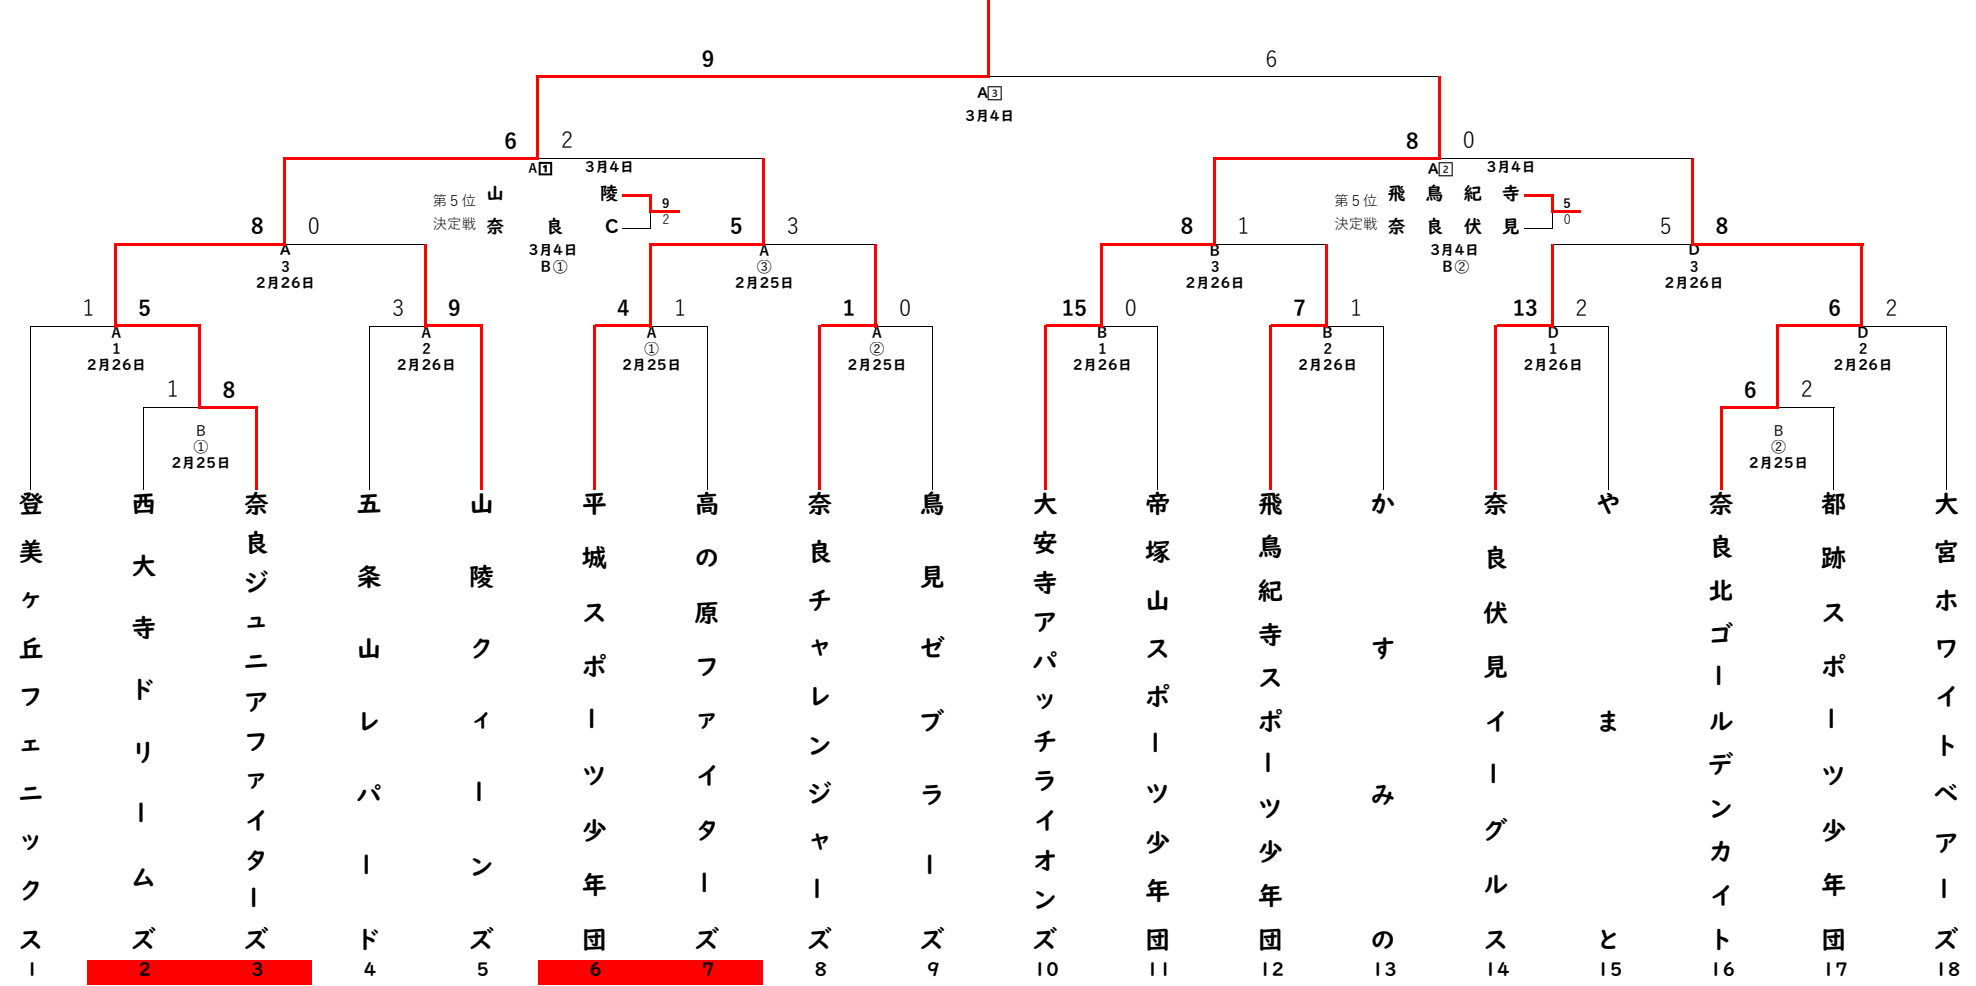 9 6
A3
3月4日
6 2
A1 3月4日
8 0
A2 3月4日
第5位
決定戦
山陵
奈良C
9
2
3月4日
B①
第5位
決定戦
飛鳥紀寺
奈良伏見
5
0
3月4日
B②
8 0
A
3
2月26日
5 3
A
③
2月25日
8 1
B
3
2月26日
5 8
D
3
2月26日
1 5
A
1
2月26日
3 9
A
2
2月26日
4 1
A
①
2月25日
1 0
A
②
2月25日
15 0
B
1
2月26日
7 1
B
2
2月26日
13 2
D
1
2月26日
6 2
D
2
2月26日
1 8
B
①
2月25日
6 2
B
②
2月25日
登美ヶ丘フェニックス
1
西大寺ドリームズ
2
奈良ジュニアファイターズ
3
五条山レパード
4
山陵クィーンズ
5
平城スポーツ少年団
6
高の原ファイターズ
7
奈良チャレンジャーズ
8
鳥見ゼブラーズ
9
大安寺アパッチライオンズ
10
帝塚山スポーツ少年団
11
飛鳥紀寺スポーツ少年団
12
かすみの
13
奈良伏見イーグルス
14
やまと
15
奈良北ゴールデンカイト
16
都跡スポーツ少年団
17
大宮ホワイトベアーズ
18